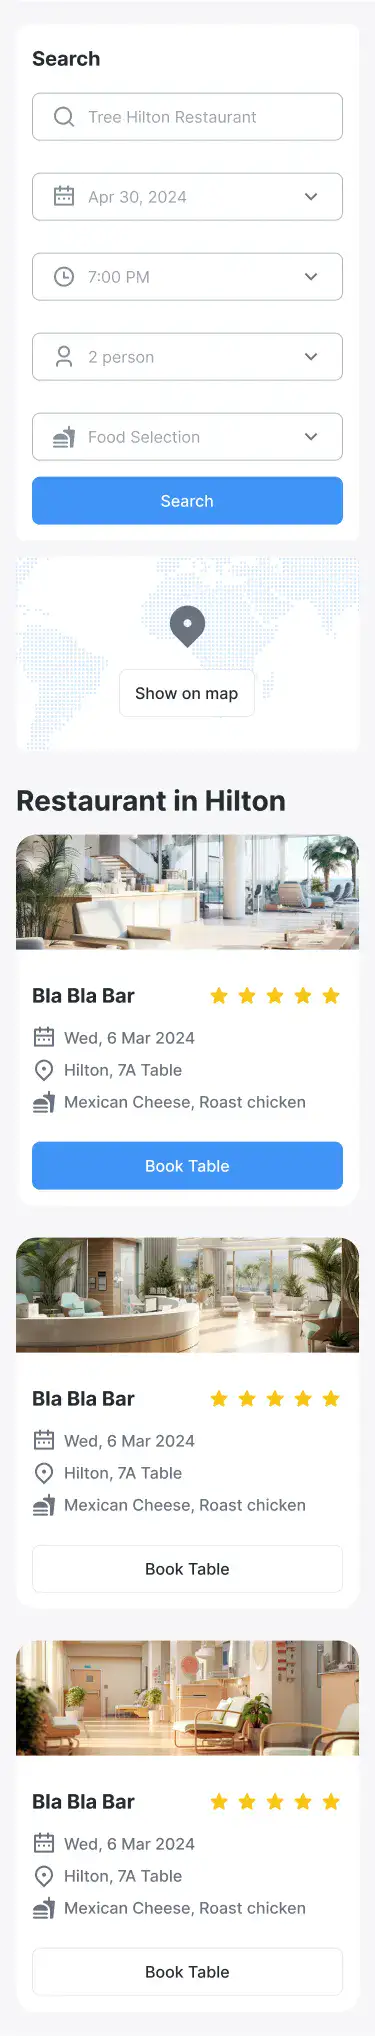 Search
Tree Hilton Restaurant
Apr 30, 2024
7:00 PM
2 person
Food Selection
Search
Show on map
Restaurant in Hilton
Bla Bla Bar
Wed, 6 Mar 2024
Hilton, 7A Table
Mexican Cheese, Roast chicken
Book Table
Bla Bla Bar
Wed, 6 Mar 2024
Hilton, 7A Table
Mexican Cheese, Roast chicken
Book Table
Bla Bla Bar
Wed, 6 Mar 2024
Hilton, 7A Table
Mexican Cheese, Roast chicken
Book Table